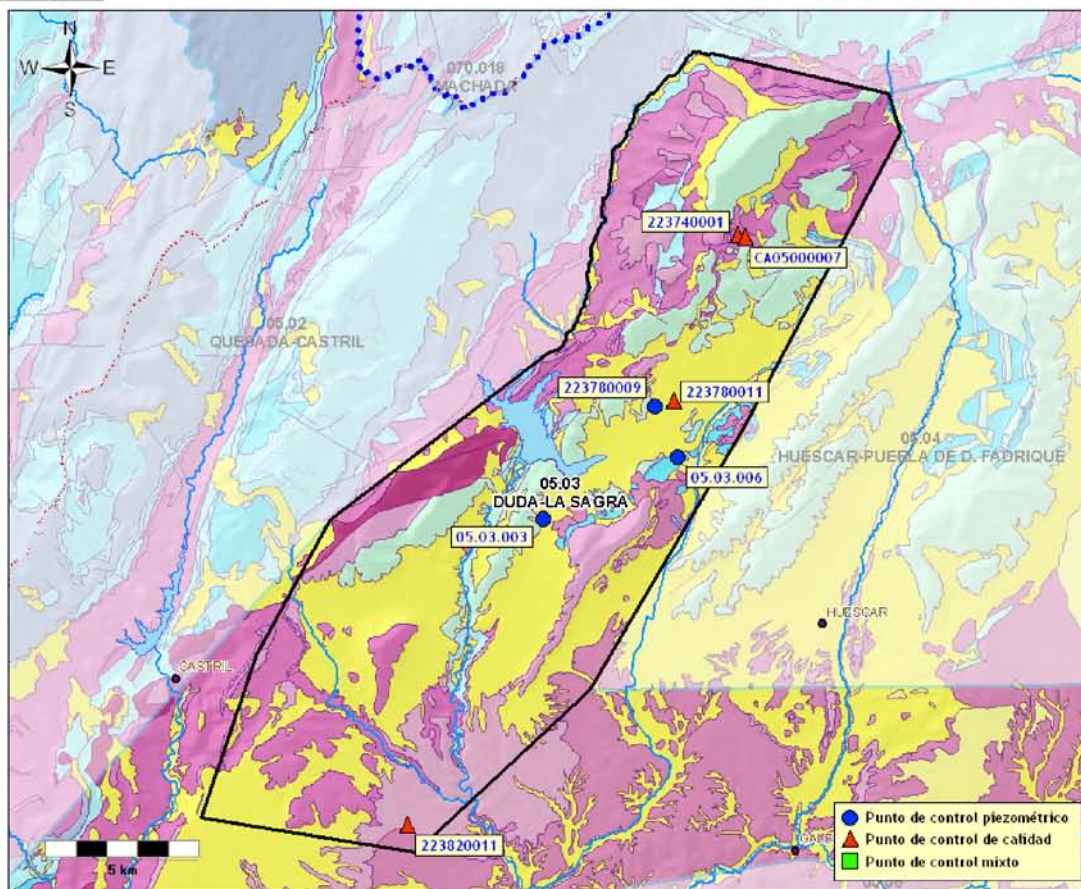 N
W E
S
070.018
MACHADA
223740001
CA05000007
05.02
QUESADA-CASTRIL
223780009
223780011
05.04
HUESCAR-PUEBLA DE D. FADRIQUE
05.03.006
05.03
DUDA-LA SAGRA
05.03.003
HUESCAR
CASTRIL
223820011
5 km
Punto de control piezométrico
Punto de control de calidad
Punto de control mixto